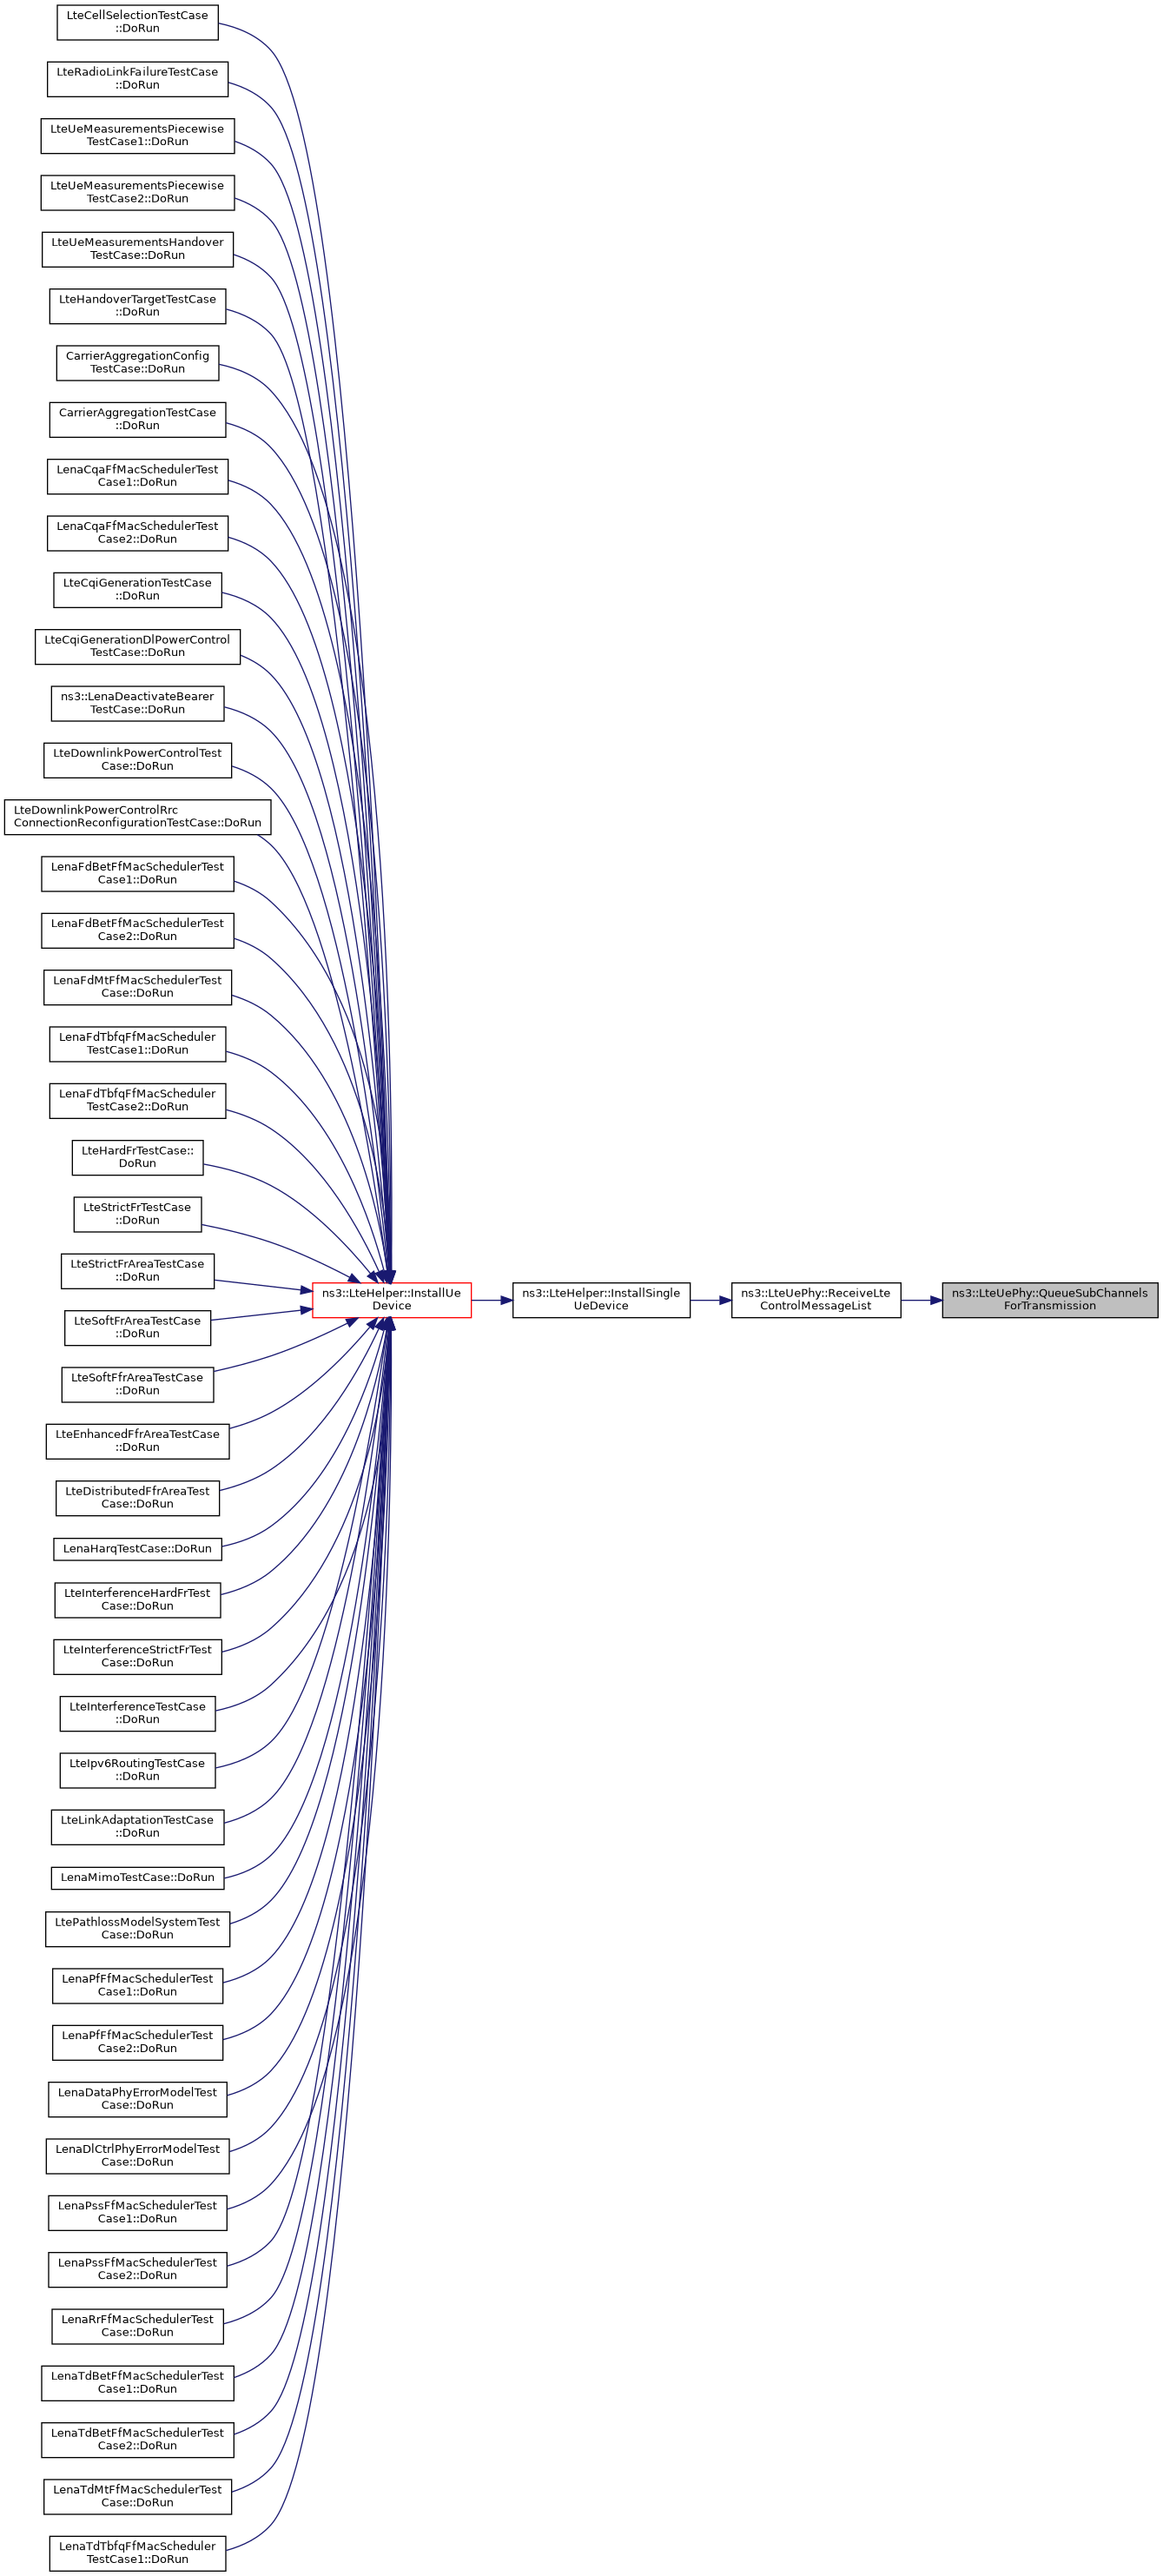 LteCellSelectionTestCase
::DoRun
LteRadioLinkFailureTestCase
::DoRun
LteUeMeasurementsPiecewise
TestCase1::DoRun
LteUeMeasurementsPiecewise
TestCase2::DoRun
LteUeMeasurementsHandover
TestCase::DoRun
LteHandoverTargetTestCase
::DoRun
CarrierAggregationConfig
TestCase::DoRun
CarrierAggregationTestCase
::DoRun
LenaCqaFfMacSchedulerTest
Case1::DoRun
LenaCqaFfMacSchedulerTest
Case2::DoRun
LteCqiGenerationTestCase
::DoRun
LteCqiGenerationDlPowerControl
TestCase::DoRun
ns3::LenaDeactivateBearer
TestCase::DoRun
LteDownlinkPowerControlTest
Case::DoRun
LteDownlinkPowerControlRrc
ConnectionReconfigurationTestCase::DoRun
LenaFdBetFfMacSchedulerTest
Case1::DoRun
LenaFdBetFfMacSchedulerTest
Case2::DoRun
LenaFdMtFfMacSchedulerTest
Case::DoRun
LenaFdTbfqFfMacScheduler
TestCase1::DoRun
LenaFdTbfqFfMacScheduler
TestCase2::DoRun
LteHardFrTestCase::
DoRun
LteStrictFrTestCase
::DoRun
LteStrictFrAreaTestCase
::DoRun
LteSoftFrAreaTestCase
::DoRun
LteSoftFfrAreaTestCase
::DoRun
LteEnhancedFfrAreaTestCase
::DoRun
LteDistributedFfrAreaTest
Case::DoRun
LenaHarqTestCase::DoRun
LteInterferenceHardFrTest
Case::DoRun
LteInterferenceStrictFrTest
Case::DoRun
LteInterferenceTestCase
::DoRun
LteIpv6RoutingTestCase
::DoRun
LteLinkAdaptationTestCase
::DoRun
LenaMimoTestCase::DoRun
LtePathlossModelSystemTest
Case::DoRun
LenaPfFfMacSchedulerTest
Case1::DoRun
LenaPfFfMacSchedulerTest
Case2::DoRun
LenaDataPhyErrorModelTest
Case::DoRun
LenaDlCtrlPhyErrorModelTest
Case::DoRun
LenaPssFfMacSchedulerTest
Case1::DoRun
LenaPssFfMacSchedulerTest
Case2::DoRun
LenaRrFfMacSchedulerTest
Case::DoRun
LenaTdBetFfMacSchedulerTest
Case1::DoRun
LenaTdBetFfMacSchedulerTest
Case2::DoRun
LenaTdMtFfMacSchedulerTest
Case::DoRun
LenaTdTbfqFfMacScheduler
TestCase1::DoRun
ns3::LteHelper::InstallUe
Device
ns3::LteHelper::InstallSingle
UeDevice
ns3::LteUePhy::ReceiveLte
ControlMessageList
ns3::LteUePhy::QueueSubChannels
ForTransmission